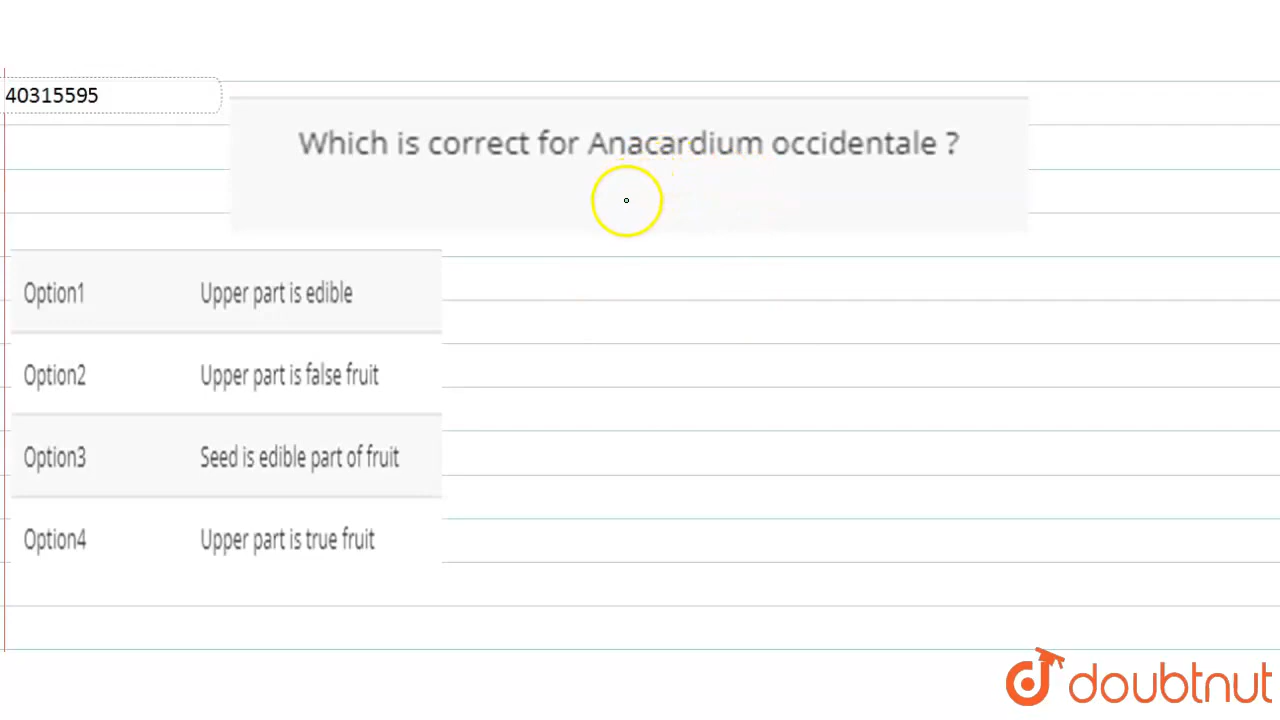 40315595
Which is correct for Anacardium occidentale ?
Option1 Upper part is edible
Option2 Upper part is false fruit
Option3 Seed is edible part of fruit
Option4 Upper part is true fruit
doubtnut